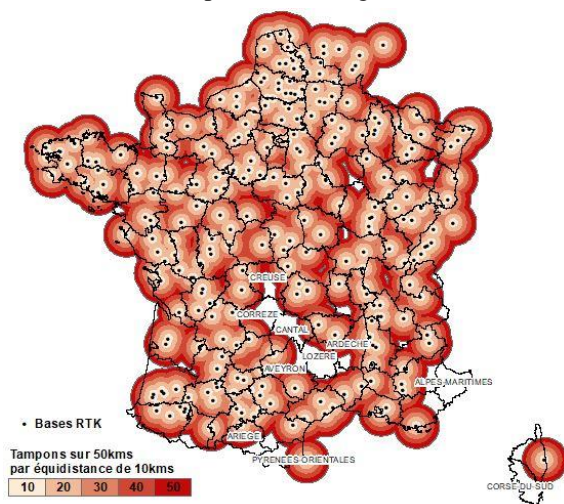 CREUSE
CORREZE
CANTAL
ARDECHE
LOZERE
AVEYRON
ALPES-MARITIMES
• Bases RTK
ARIEGE
Tampons sur 50kms
par équidistance de 10kms
PYRENEES-ORIENTALES
10 20 30 40 50
CORSE-DU-SUD